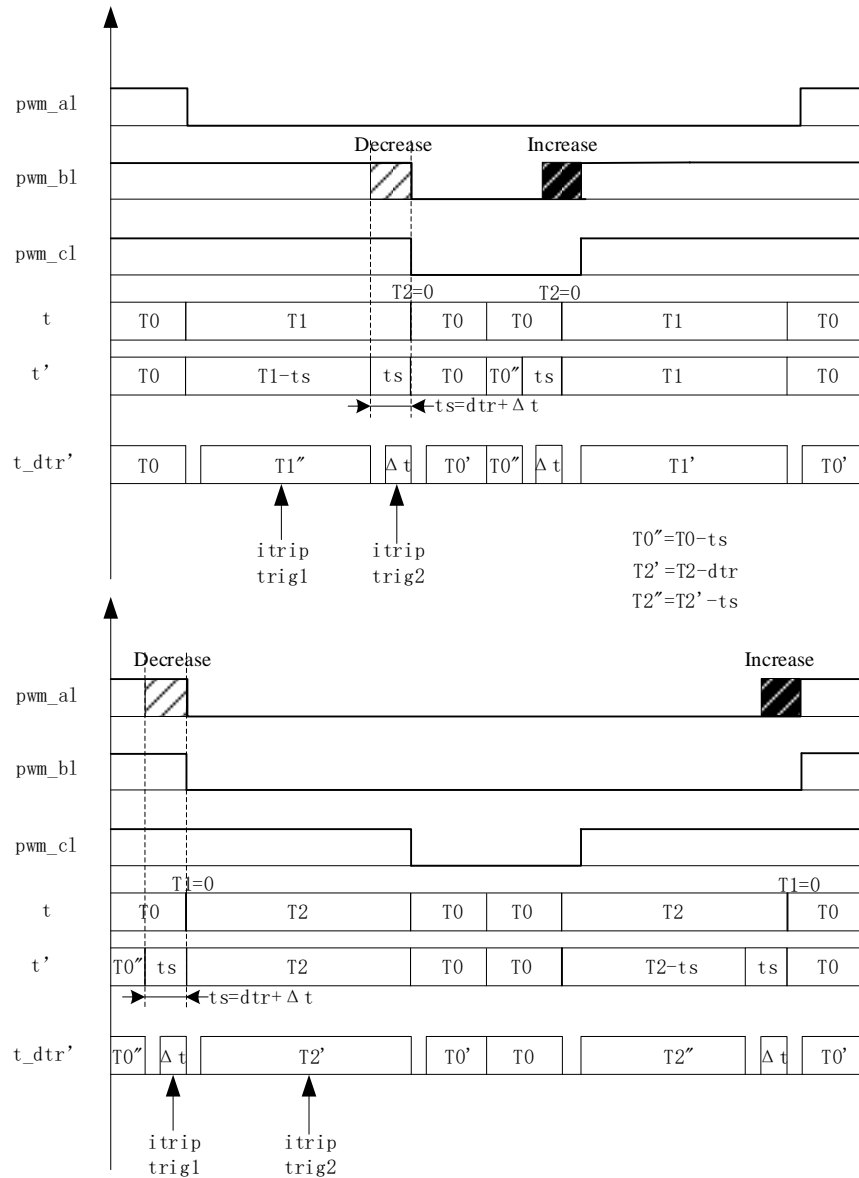 pwm_al
Decrease
Increase
pwm_bl
pwm_cl
T2=0
T2=0
t
T0
T1
T0
T0
T1
T0
t'
T0
T1-ts
ts
T0
T0″
ts
T1
T0
ts=dtr+Δt
t_dtr'
T0
T1″
Δt
T0'
T0″
Δt
T1'
T0'
itrip
trig1
itrip
trig2
T0″=T0-ts
T2'=T2-dtr
T2″=T2'-ts
Decrease
Increase
pwm_al
pwm_bl
pwm_cl
T1=0
T1=0
t
T0
T2
T0
T0
T2
T0
t'
T0″
ts
T2
T0
T0
T2-ts
ts
T0
ts=dtr+Δt
t_dtr'
T0″
Δt
T2'
T0'
T0
T2″
Δt
T0'
itrip
trig1
itrip
trig2